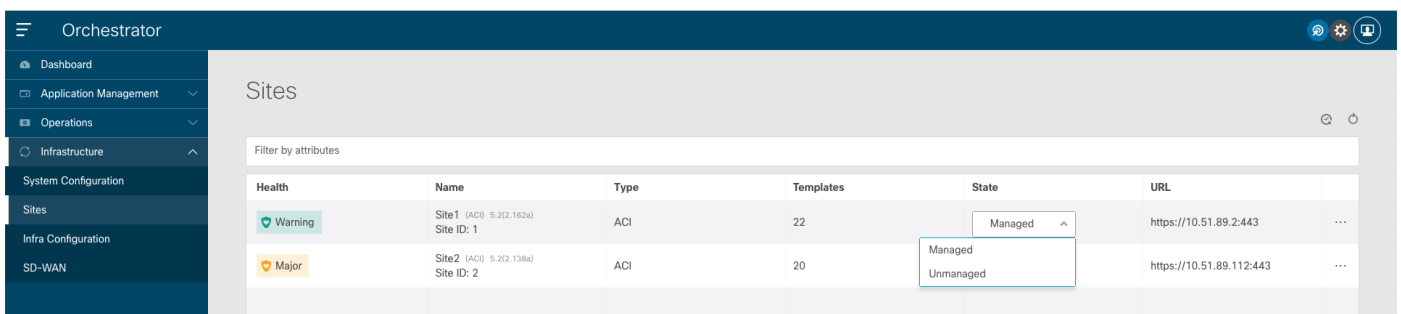 Orchestrator
Dashboard
Application Management
Operations
Infrastructure
System Configuration
Sites
Infra Configuration
SD-WAN
Sites
Filter by attributes
Health Name Type Templates State URL
Warning Site1 (ACI) 5.2(2.162a) ACI 22 Managed https://10.51.89.2:443 ...
Site ID: 1
Managed
Unmanaged
Major Site2 (ACI) 5.2(2.138a) ACI 20 https://10.51.89.112:443 ...
Site ID: 2